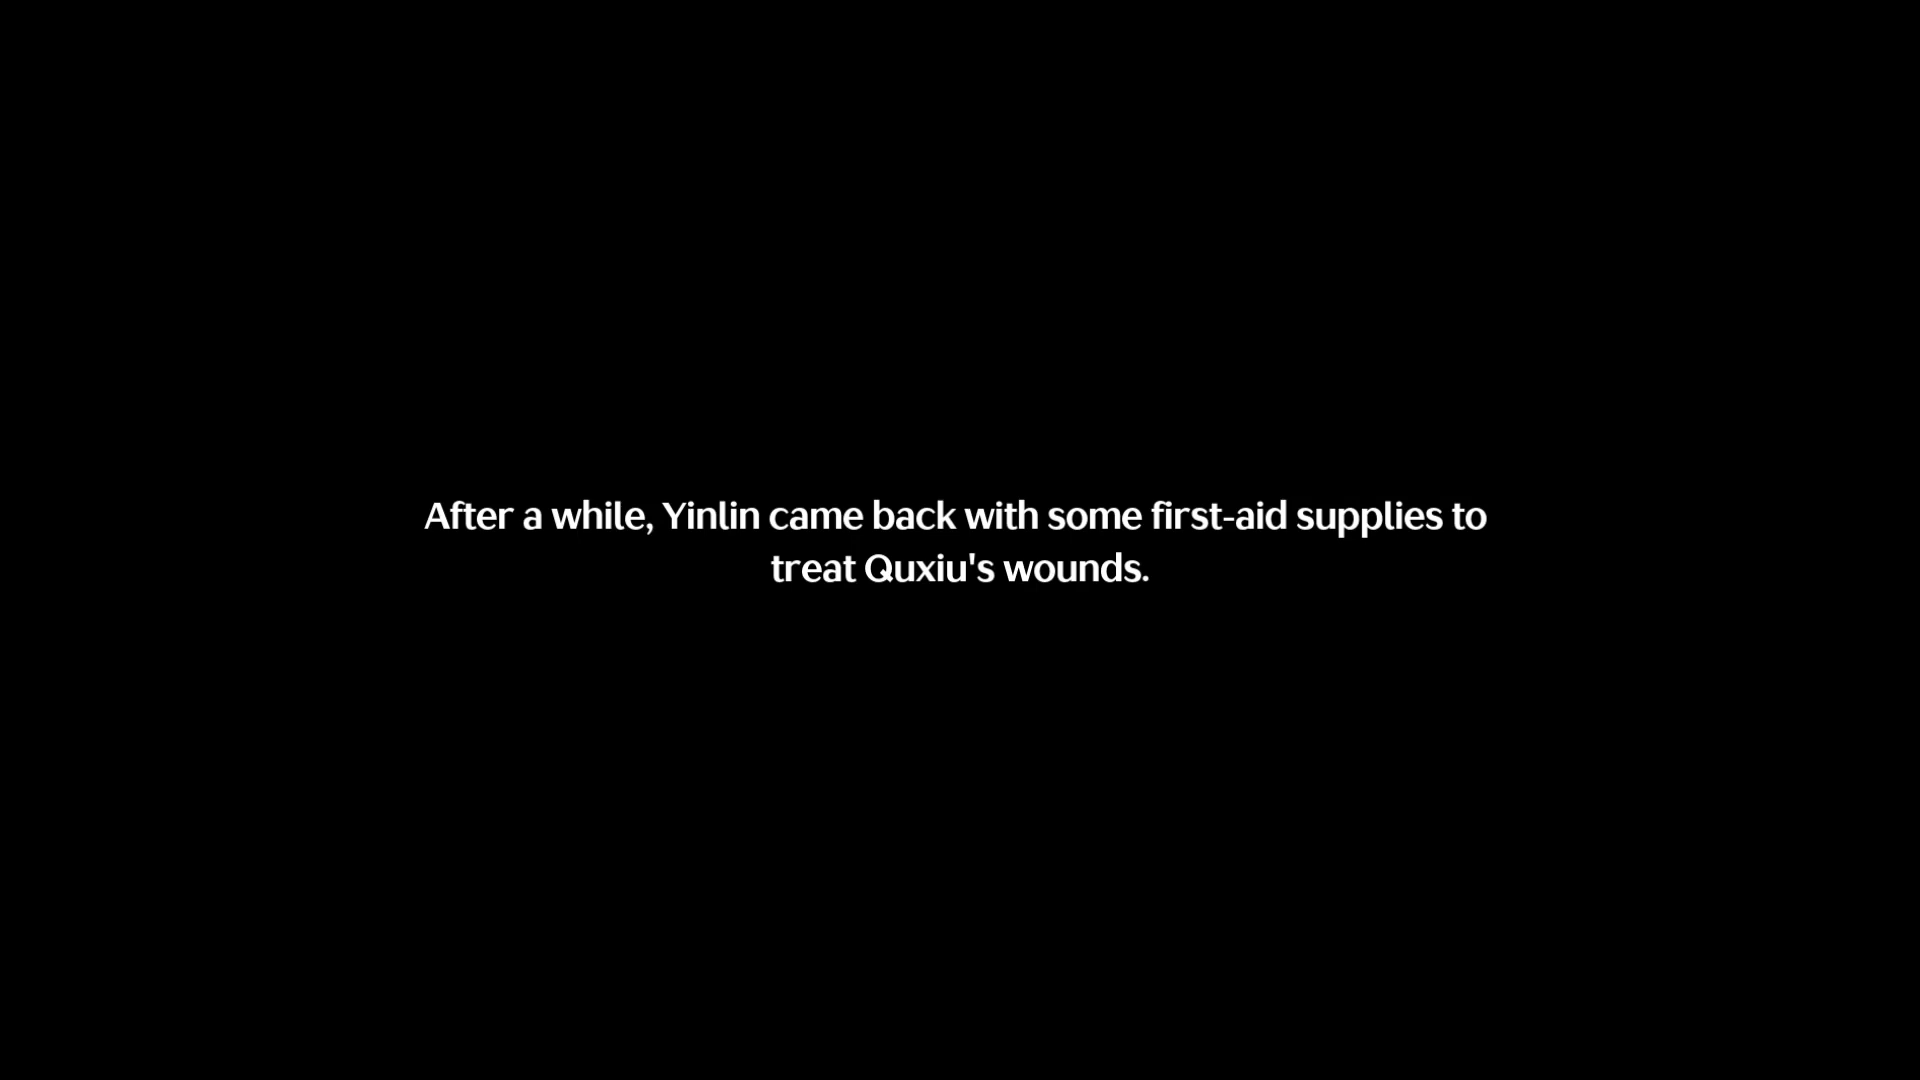 After a while, Yinlin came back with some first-aid supplies to
treat Quxiu's wounds.